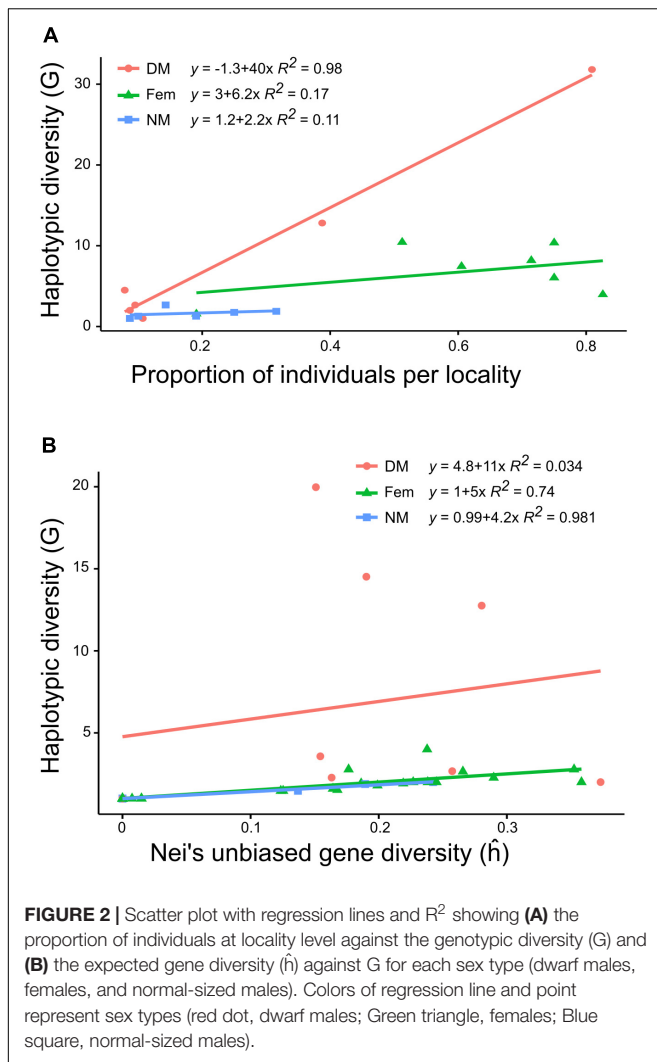 A
DM y = -1.3+40x R² = 0.98
Fem y = 3+6.2x R² = 0.17
NM y = 1.2+2.2x R² = 0.11
Haplotypic diversity (G)
30
20
10
0
0.2 0.4 0.6 0.8
Proportion of individuals per locality
B
DM y = 4.8+11x R² = 0.034
Fem y = 1+5x R² = 0.74
NM y = 0.99+4.2x R² = 0.981
Haplotypic diversity (G)
20
15
10
5
0 0.1 0.2 0.3
Nei's unbiased gene diversity (ĥ)
FIGURE 2 | Scatter plot with regression lines and R² showing (A) the
proportion of individuals at locality level against the genotypic diversity (G) and
(B) the expected gene diversity (ĥ) against G for each sex type (dwarf males,
females, and normal-sized males). Colors of regression line and point
represent sex types (red dot, dwarf males; Green triangle, females; Blue
square, normal-sized males).